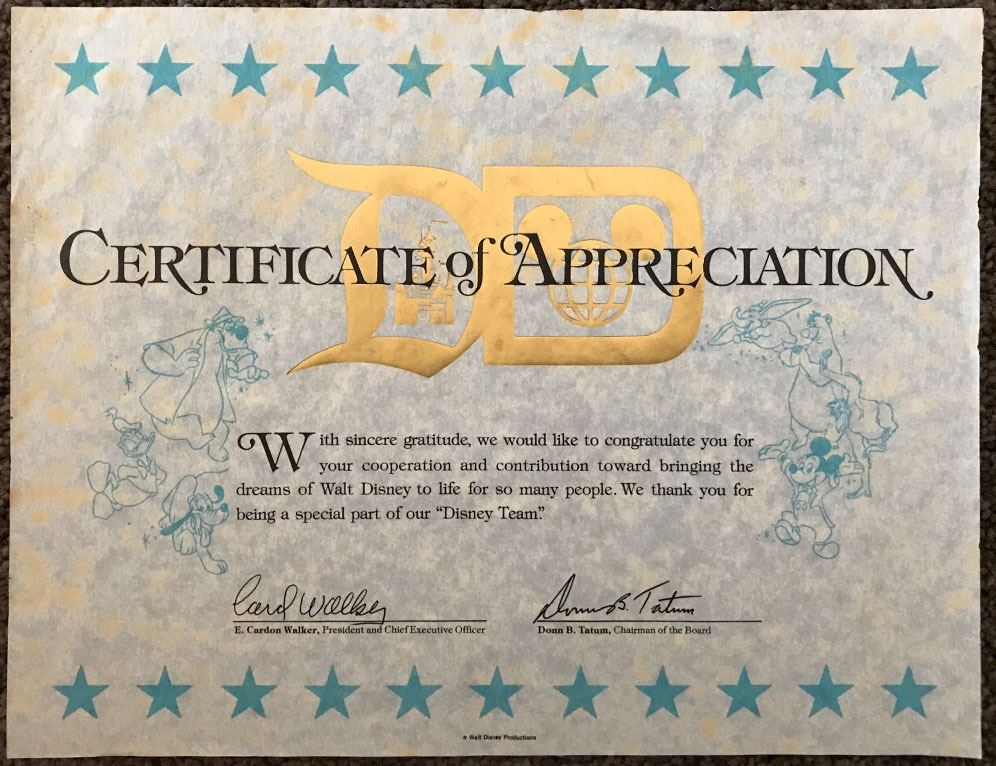 CERTIFICATE of APPRECIATION
With sincere gratitude, we would like to congratulate you for
your cooperation and contribution toward bringing the
dreams of Walt Disney to life for so many people. We thank you for
being a special part of our “Disney Team.”
Card Walker Donn B. Tatum
E. Cardon Walker, President and Chief Executive Officer Donn B. Tatum, Chairman of the Board
© Walt Disney Productions